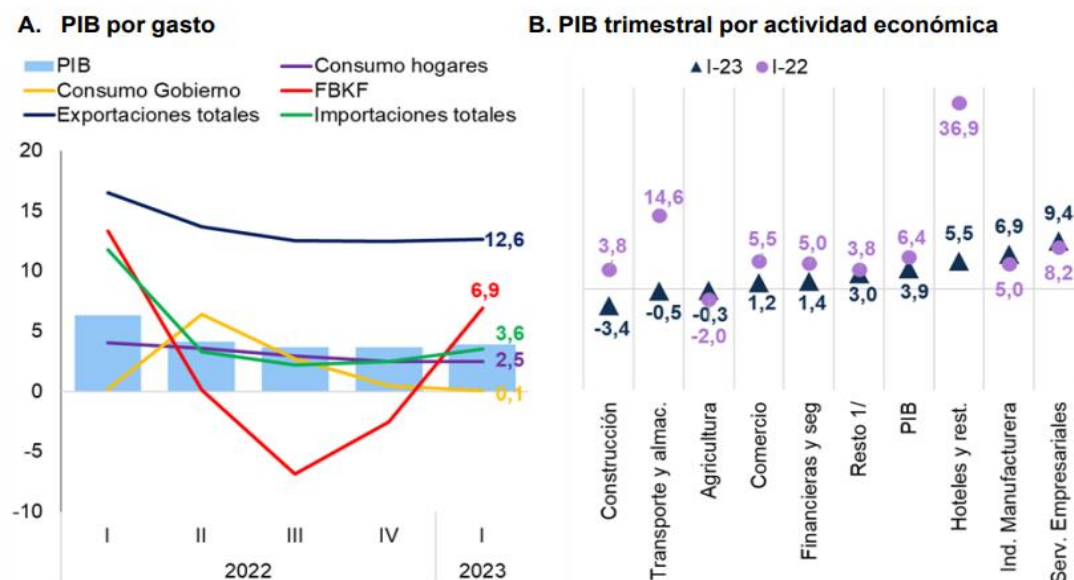 A. PIB por gasto
PIB
Consumo hogares
Consumo Gobierno
FBKF
Exportaciones totales
Importaciones totales
20
15
10
5
0
-5
-10
12,6
6,9
3,6
2,5
0,1
I
II
III
IV
I
2022
2023
B. PIB trimestral por actividad económica
I-23
I-22
3,8
-3,4
14,6
-0,5
-0,3
-2,0
5,5
1,2
5,0
1,4
3,8
3,0
6,4
3,9
36,9
5,5
6,9
5,0
9,4
8,2
Construcción
Transporte y almac.
Agricultura
Comercio
Financieras y seg
Resto 1/
PIB
Hoteles y rest.
Ind. Manufacturera
Serv. Empresariales